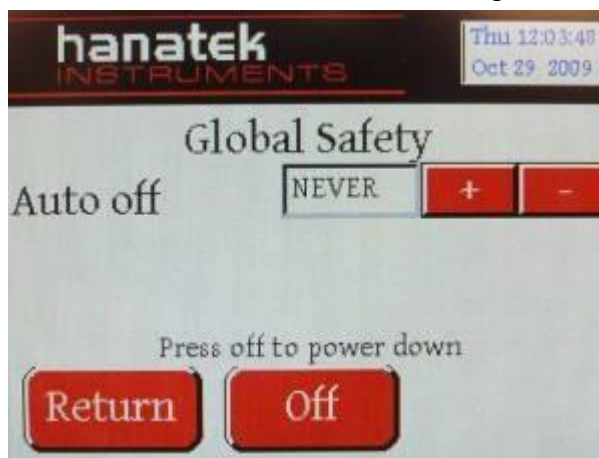 hanatek
INSTRUMENTS
Thu 12:03:48
Oct 29 2009
Global Safety
Auto off NEVER + -
Press off to power down
Return Off